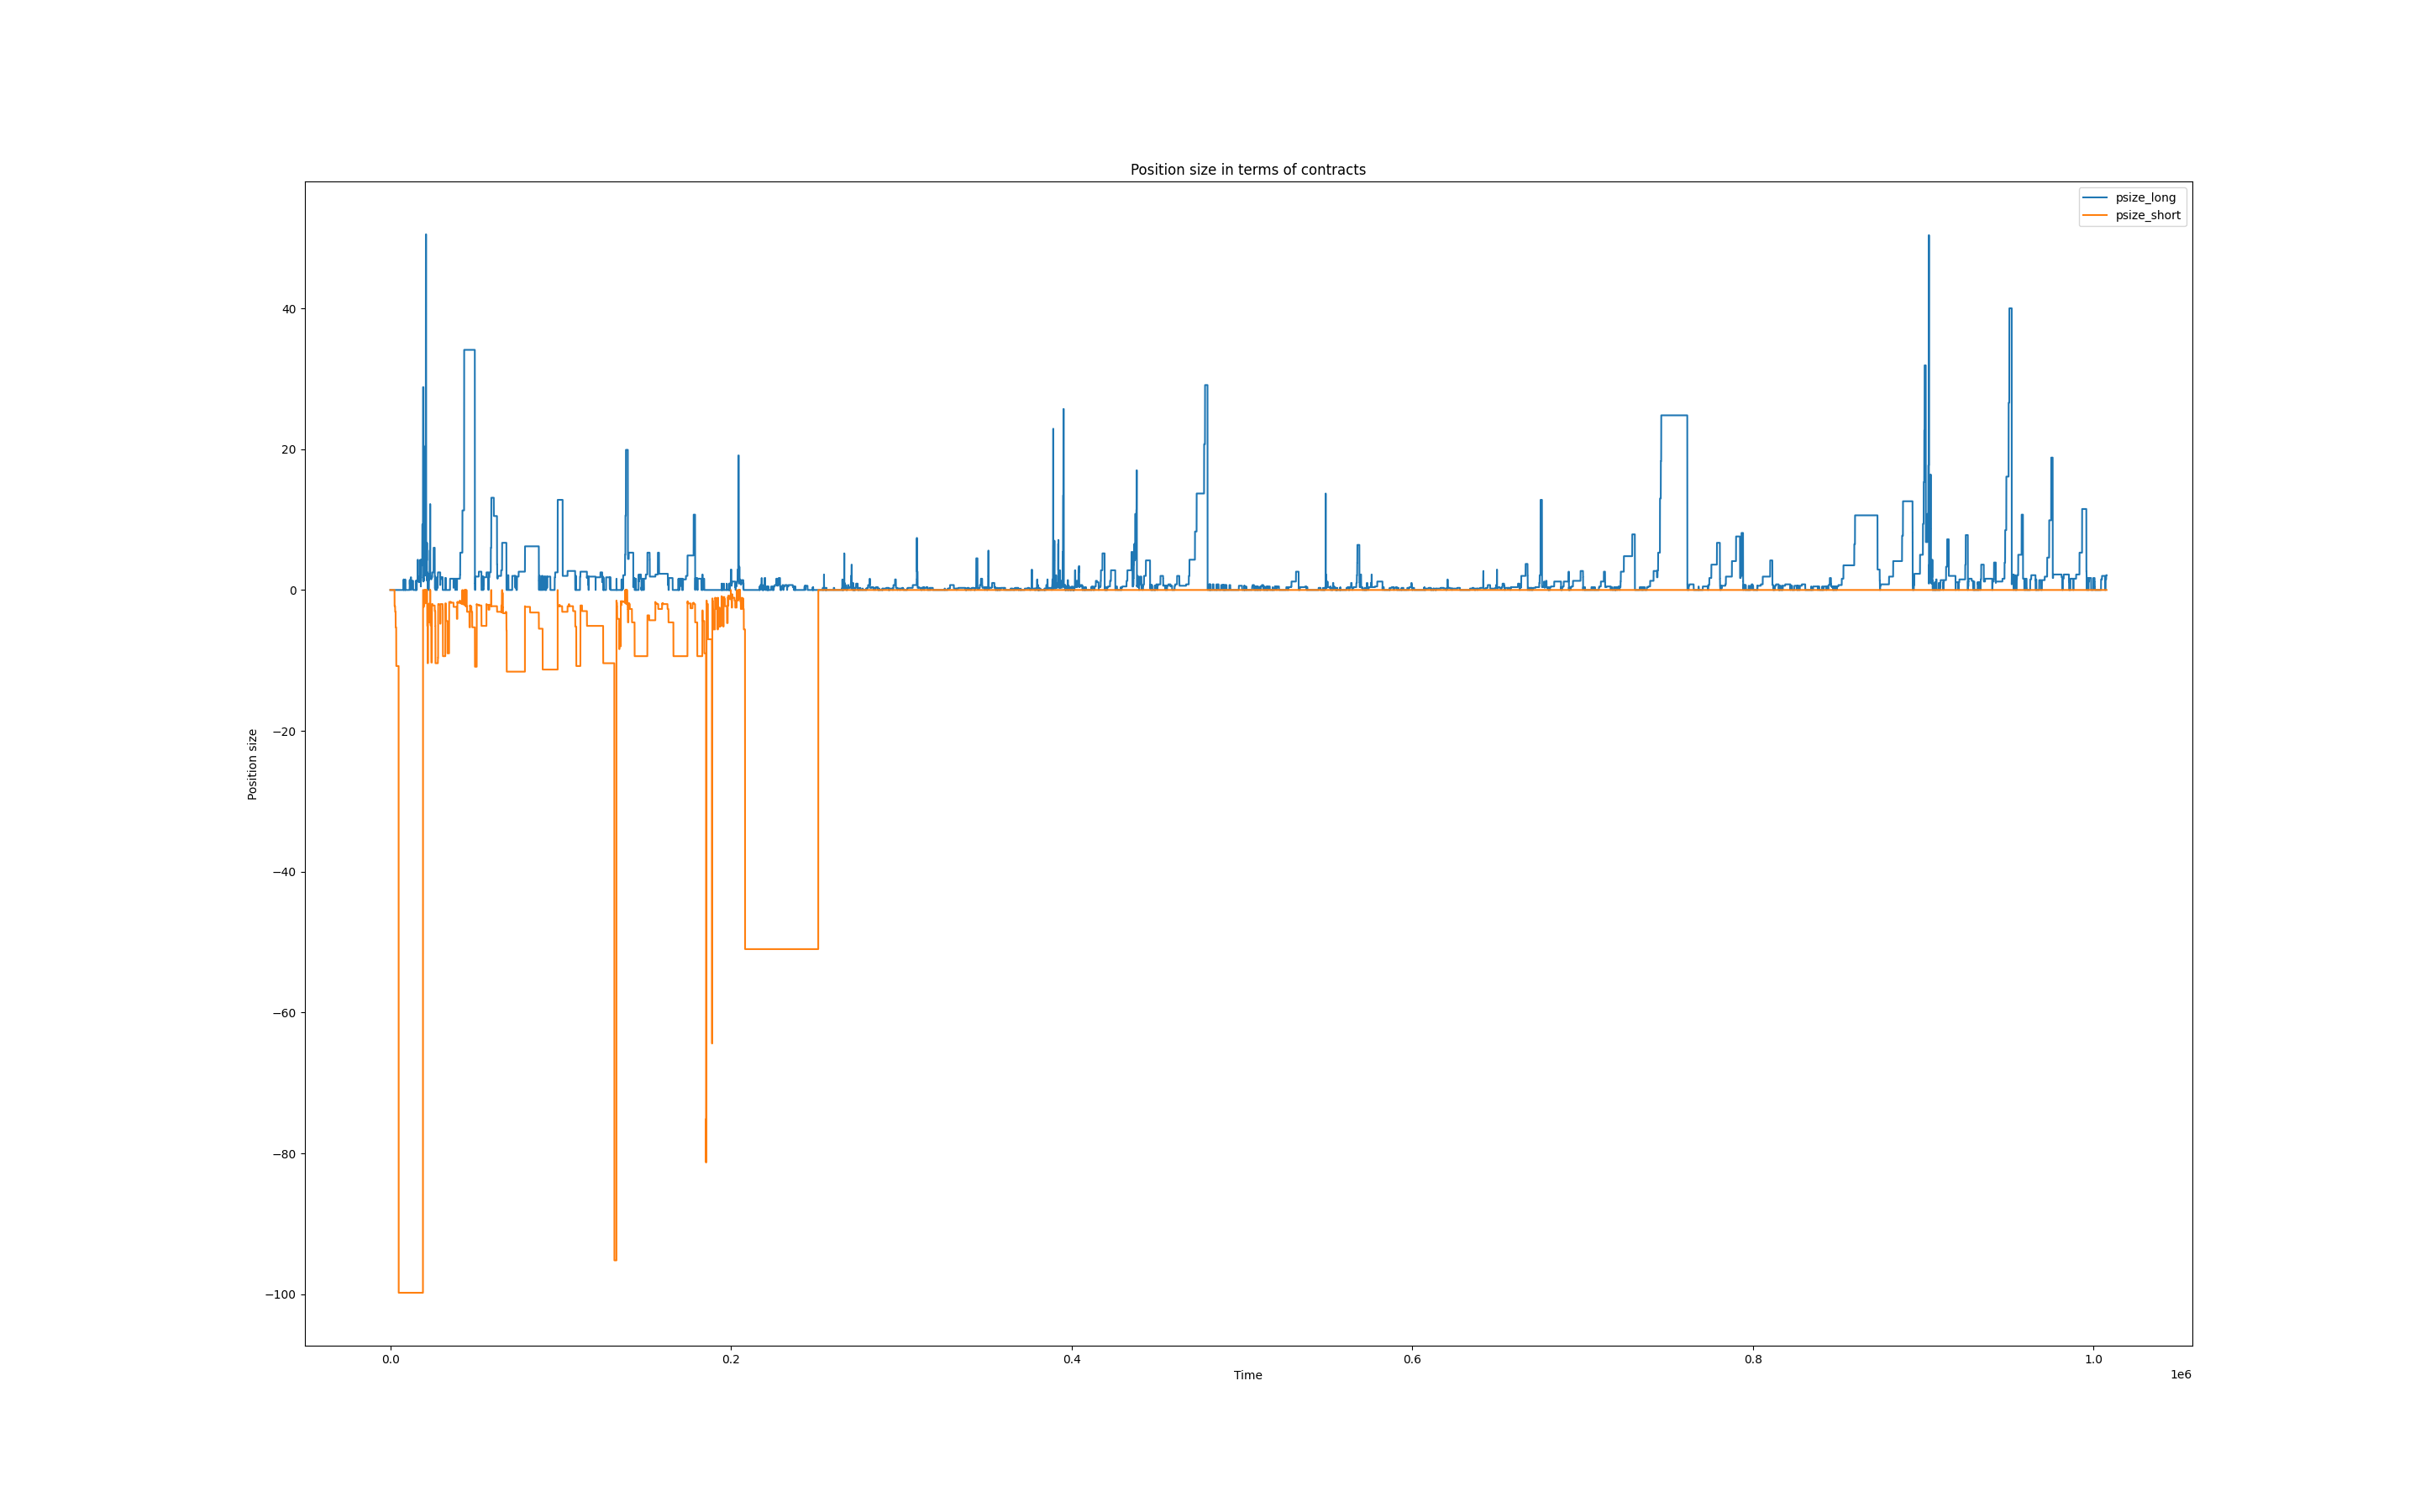 Position size in terms of contracts
psize_long
psize_short
40
20
0
−20
−40
−60
−80
−100
Position size
0.0
0.2
0.4
0.6
0.8
1.0
1e6
Time